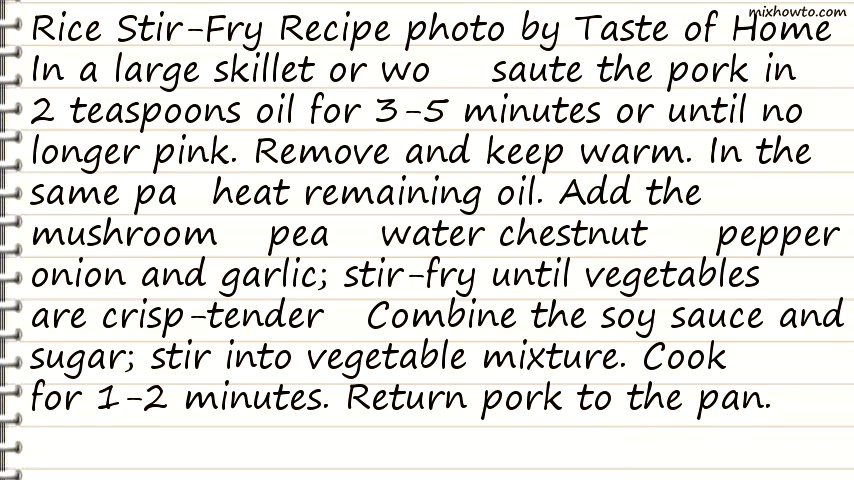 mixhowto.com
Rice Stir-Fry Recipe photo by Taste of Home
In a large skillet or wo saute the pork in
2 teaspoons oil for 3-5 minutes or until no
longer pink. Remove and keep warm. In the
same pa heat remaining oil. Add the
mushroom pea water chestnut pepper
onion and garlic; stir-fry until vegetables
are crisp-tender Combine the soy sauce and
sugar; stir into vegetable mixture. Cook
for 1-2 minutes. Return pork to the pan.